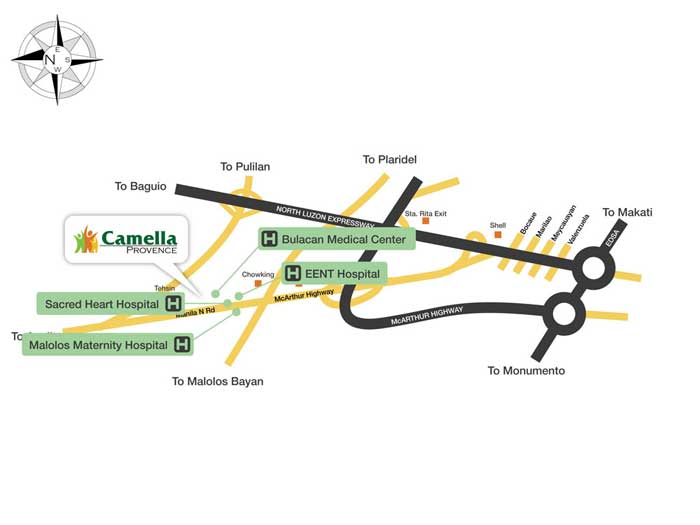 E
N
S
W
To Pulilan
To Plaridel
To Baguio
NORTH LUZON EXPRESSWAY
Sta. Rita Exit
Shell
Bocaue
Marilao
Meycauayan
Valenzuela
To Makati
EDSA
Camella
PROVENCE
H Bulacan Medical Center
H EENT Hospital
Chowking
Tehsin
McArthur Highway
Sacred Heart Hospital H
Manila N Rd
McARTHUR HIGHWAY
To
Malolos Maternity Hospital H
To Malolos Bayan
To Monumento